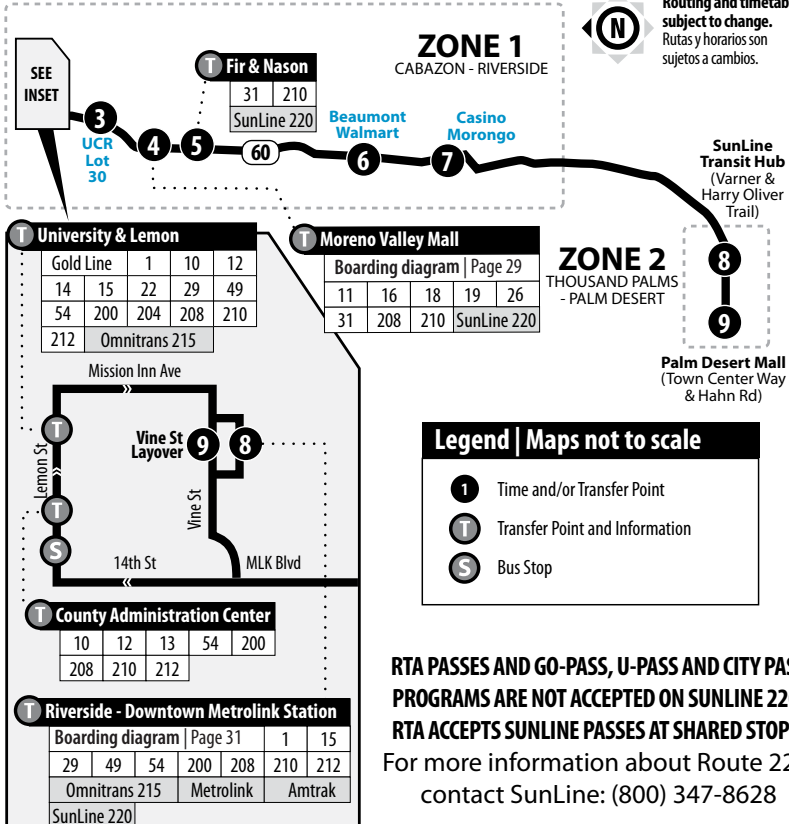 Routing and timetab
subject to change.
Rutas y horarios son
sujetos a cambios.
N
ZONE 1
CABAZON - RIVERSIDE
SEE
INSET
T Fir & Nason
31 210
SunLine 220
3
UCR
Lot
30
4
5
60
Beaumont
Walmart
6
Casino
Morongo
7
SunLine
Transit Hub
(Varner &
Harry Oliver
Trail)
8
9
Palm Desert Mall
(Town Center Way
& Hahn Rd)
ZONE 2
THOUSAND PALMS
- PALM DESERT
T University & Lemon
Gold Line 1 10 12
14 15 22 29 49
54 200 204 208 210
212 Omnitrans 215
T Moreno Valley Mall
Boarding diagram | Page 29
11 16 18 19 26
31 208 210 SunLine 220
Mission Inn Ave
T
Lemon St
T
S
Vine St
Layover
9 8
Vine St
14th St
MLK Blvd
Legend | Maps not to scale
1 Time and/or Transfer Point
T Transfer Point and Information
S Bus Stop
T County Administration Center
10 12 13 54 200
208 210 212
T Riverside - Downtown Metrolink Station
Boarding diagram | Page 31 1 15
29 49 54 200 208 210 212
Omnitrans 215 Metrolink Amtrak
SunLine 220
RTA PASSES AND GO-PASS, U-PASS AND CITY PAS
PROGRAMS ARE NOT ACCEPTED ON SUNLINE 22
RTA ACCEPTS SUNLINE PASSES AT SHARED STOP
For more information about Route 22
contact SunLine: (800) 347-8628